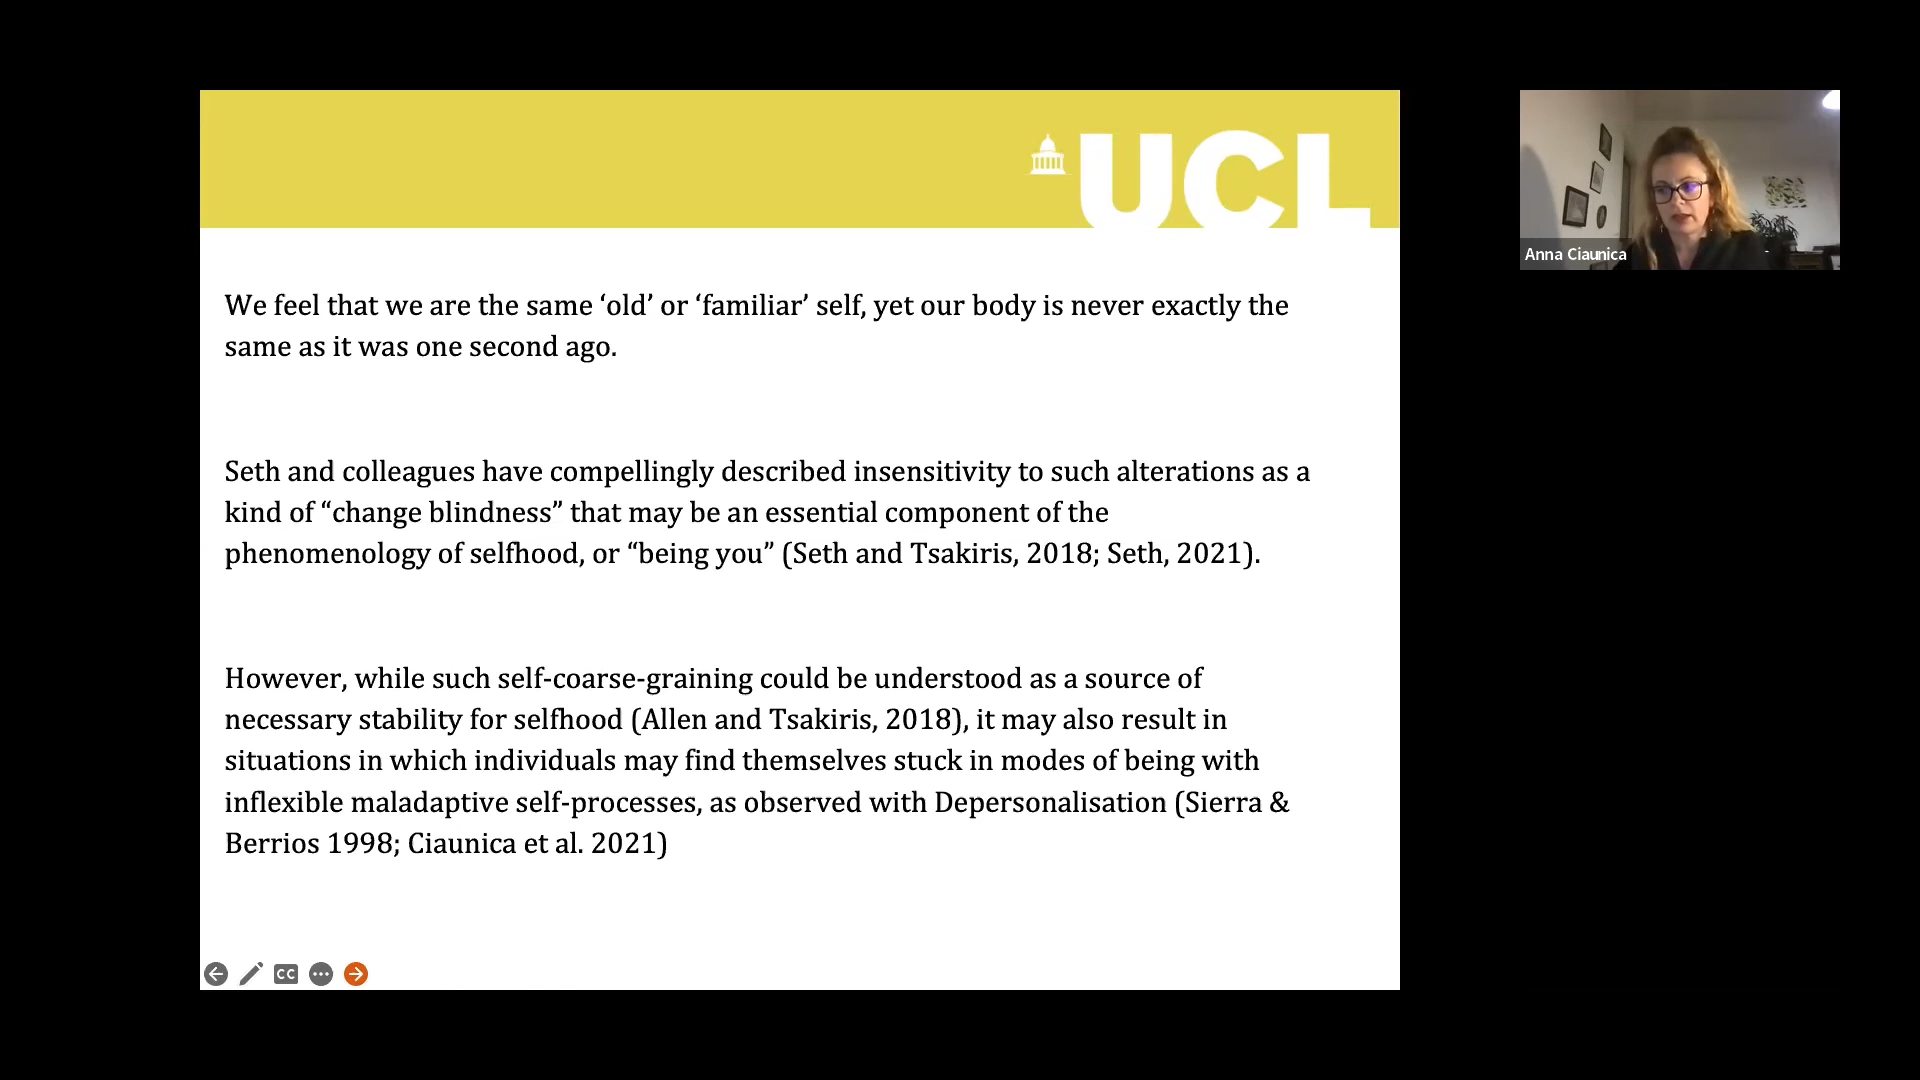 UCL
We feel that we are the same ‘old’ or ‘familiar’ self, yet our body is never exactly the
same as it was one second ago.
Seth and colleagues have compellingly described insensitivity to such alterations as a
kind of “change blindness” that may be an essential component of the
phenomenology of selfhood, or “being you” (Seth and Tsakiris, 2018; Seth, 2021).
However, while such self-coarse-graining could be understood as a source of
necessary stability for selfhood (Allen and Tsakiris, 2018), it may also result in
situations in which individuals may find themselves stuck in modes of being with
inflexible maladaptive self-processes, as observed with Depersonalisation (Sierra &
Berrios 1998; Ciaunica et al. 2021)
CC
Anna Ciaunica